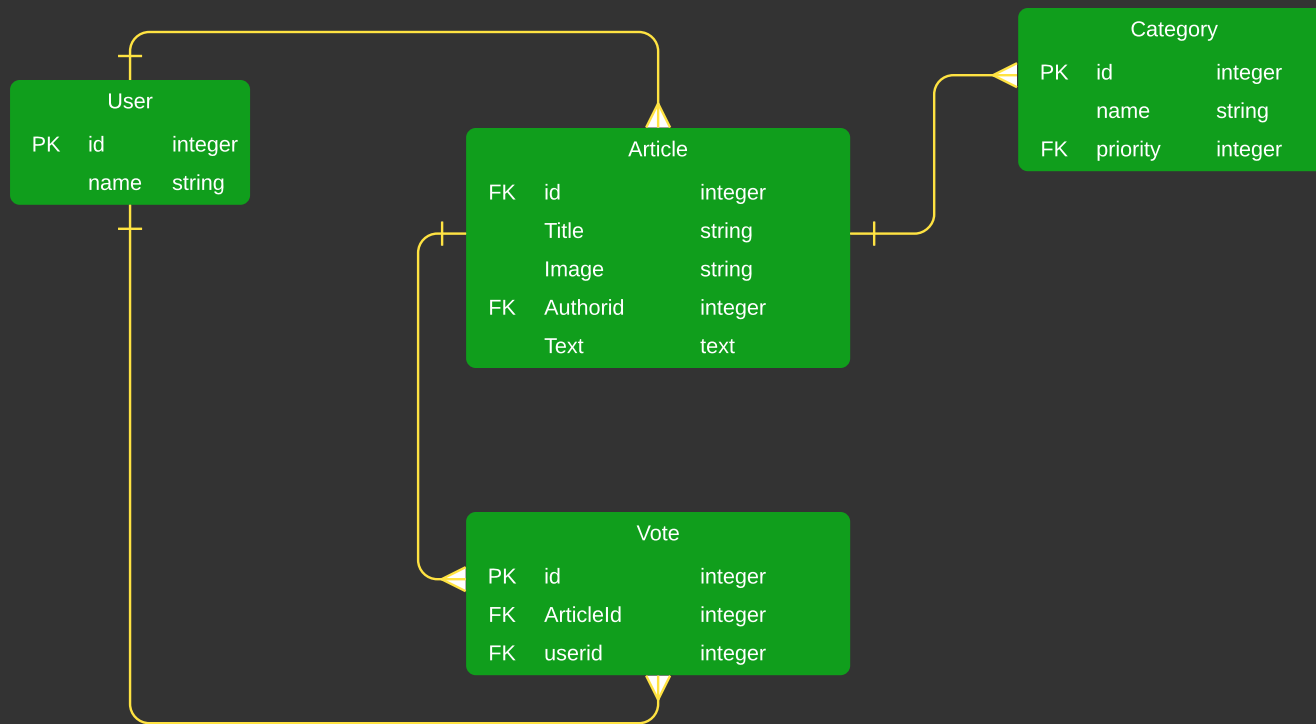 User
PK id integer
name string
Article
FK id integer
Title string
Image string
FK Authorid integer
Text text
Category
PK id integer
name string
FK priority integer
Vote
PK id integer
FK ArticleId integer
FK userid integer